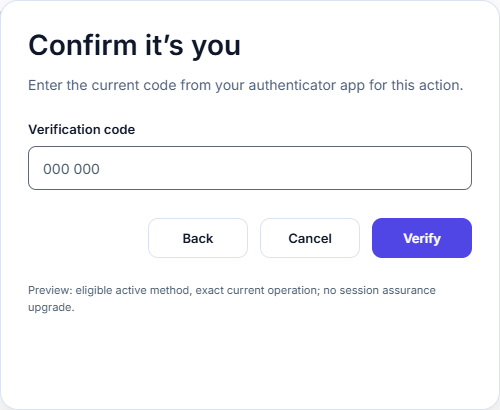 Confirm it’s you
Enter the current code from your authenticator app for this action.
Verification code
000 000
Back Cancel Verify
Preview: eligible active method, exact current operation; no session assurance
upgrade.